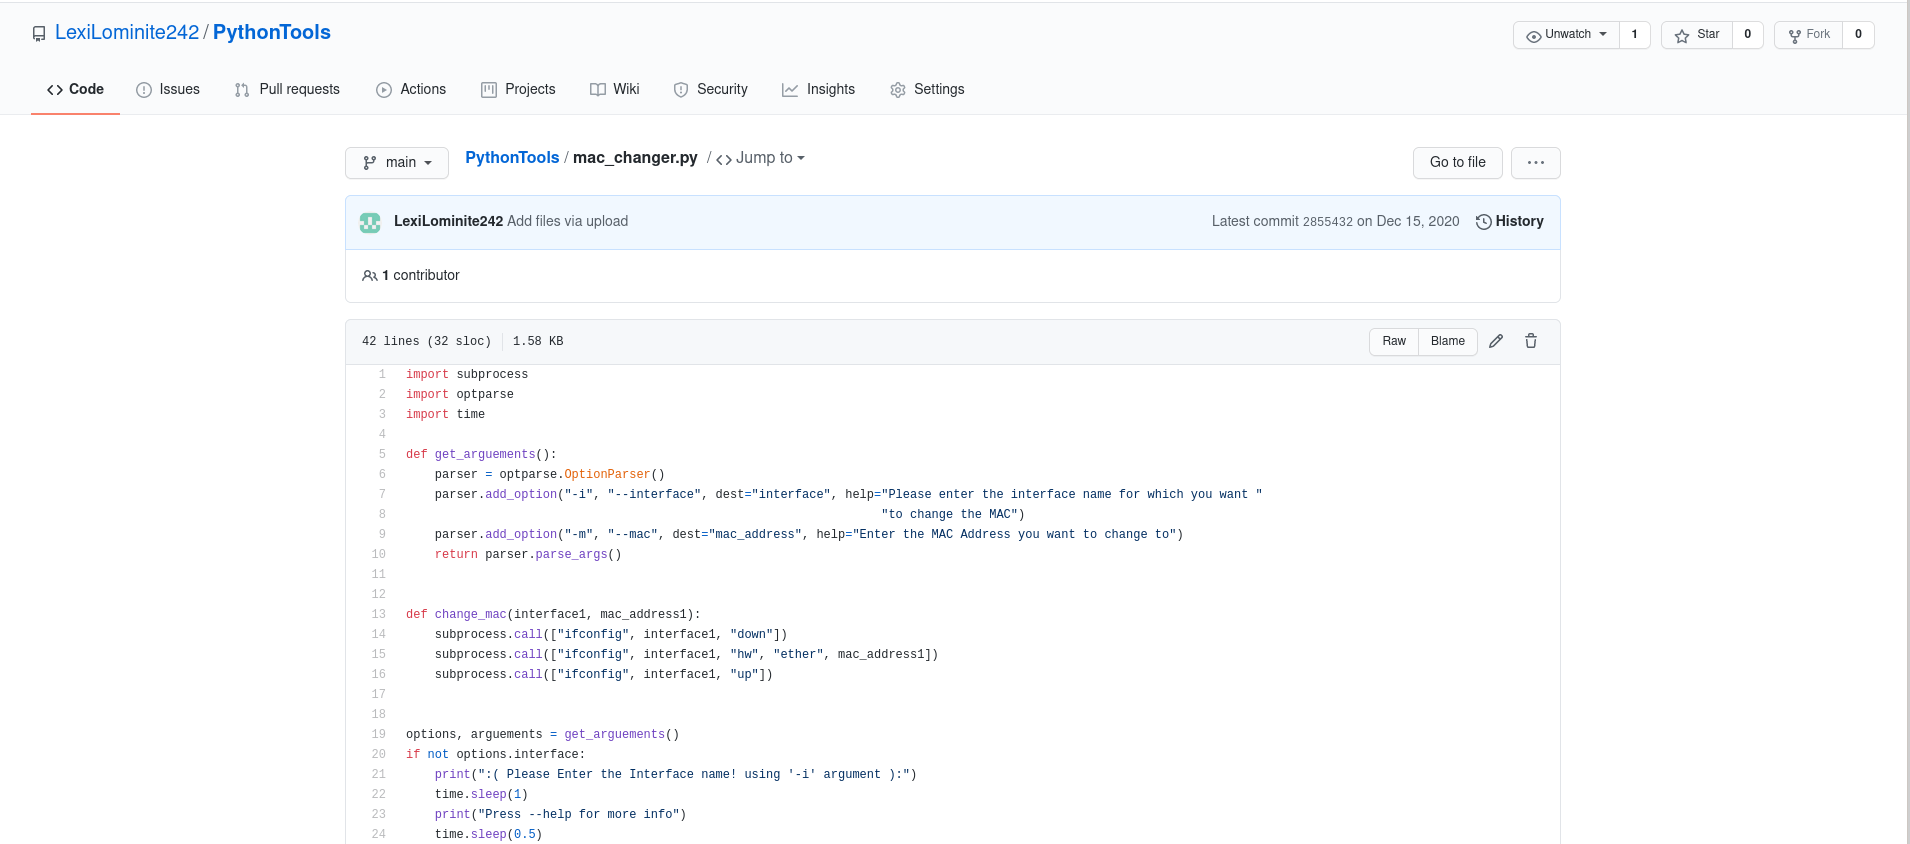 LexiLominite242 / PythonTools
Unwatch 1 Star 0 Fork 0
Code Issues Pull requests Actions Projects Wiki Security Insights Settings
main PythonTools / mac_changer.py / Jump to Go to file ...
LexiLominite242 Add files via upload Latest commit 2855432 on Dec 15, 2020 History
1 contributor
42 lines (32 sloc) 1.58 KB Raw Blame
1 import subprocess
2 import optparse
3 import time
4
5 def get_arguements():
6     parser = optparse.OptionParser()
7     parser.add_option("-i", "--interface", dest="interface", help="Please enter the interface name for which you want "
8                                                                   "to change the MAC")
9     parser.add_option("-m", "--mac", dest="mac_address", help="Enter the MAC Address you want to change to")
10     return parser.parse_args()
11
12
13 def change_mac(interface1, mac_address1):
14     subprocess.call(["ifconfig", interface1, "down"])
15     subprocess.call(["ifconfig", interface1, "hw", "ether", mac_address1])
16     subprocess.call(["ifconfig", interface1, "up"])
17
18
19 options, arguements = get_arguements()
20 if not options.interface:
21     print(":( Please Enter the Interface name! using '-i' argument ):")
22     time.sleep(1)
23     print("Press --help for more info")
24     time.sleep(0.5)